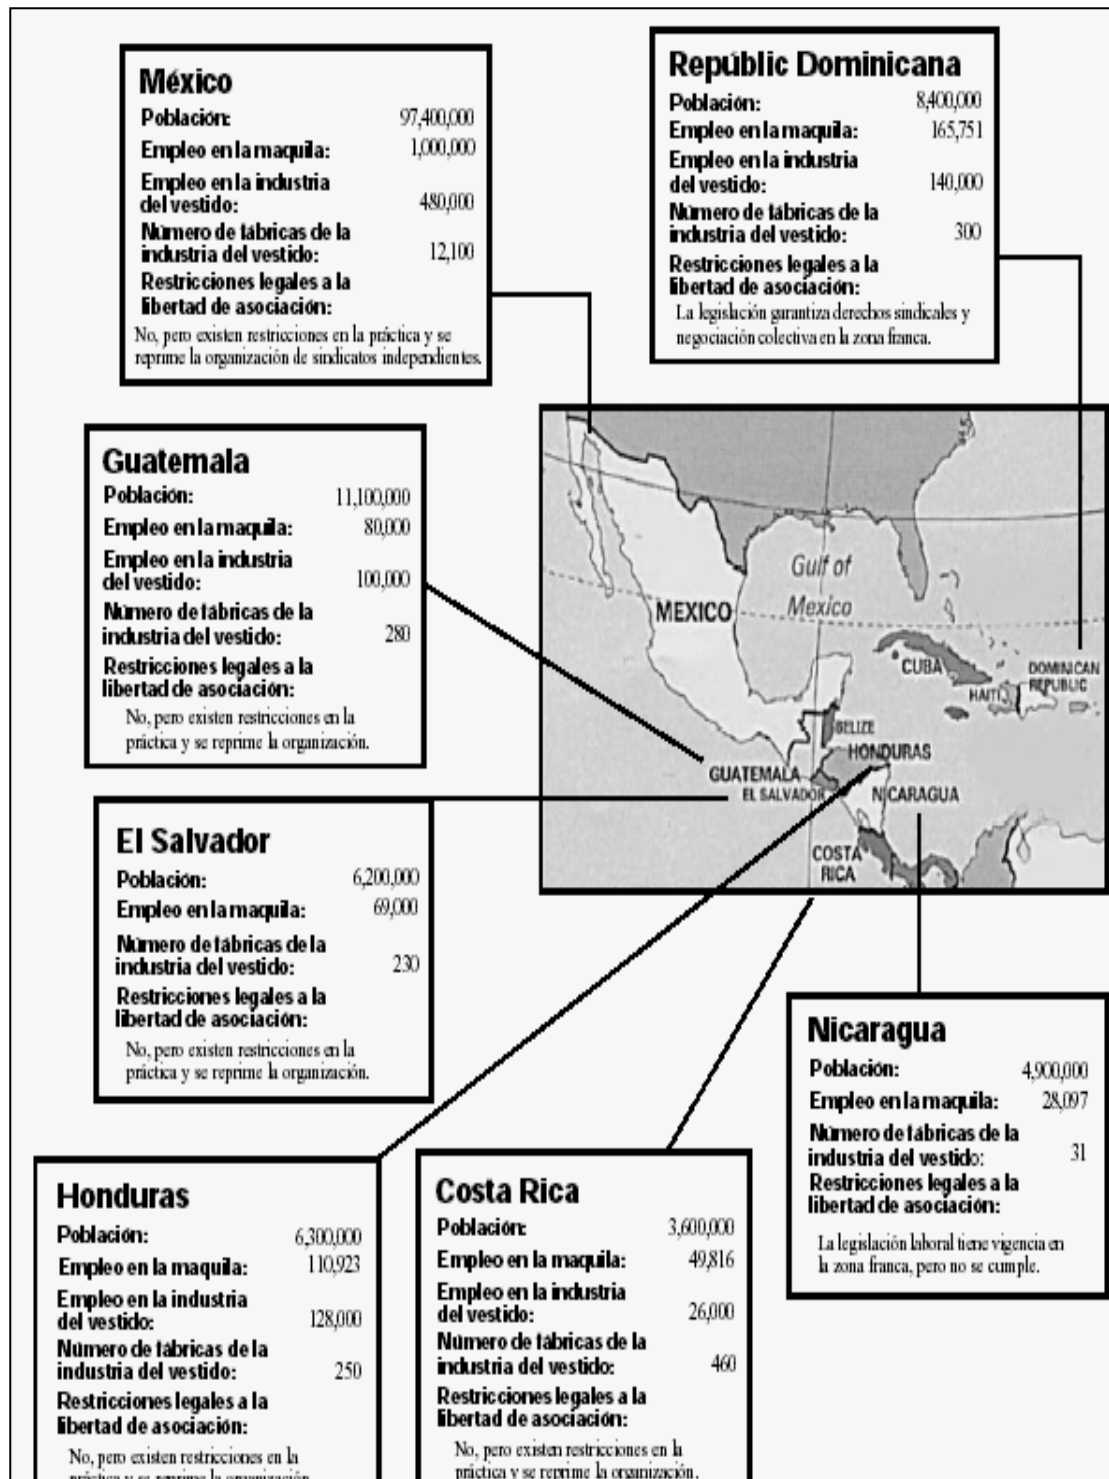 México
Población: 97,400,000
Empleo en la maquila: 1,000,000
Empleo en la industria
del vestido: 480,000
Número de fábricas de la
industria del vestido: 12,100
Restricciones legales a la
libertad de asociación:
No, pero existen restricciones en la práctica y se
reprime la organización de sindicatos independientes.
Repúblic Dominicana
Población: 8,400,000
Empleo en la maquila: 165,751
Empleo en la industria
del vestido: 140,000
Número de fábricas de la
industria del vestido: 300
Restricciones legales a la
libertad de asociación:
La legislación garantiza derechos sindicales y
negociación colectiva en la zona franca.
Guatemala
Población: 11,100,000
Empleo en la maquila: 80,000
Empleo en la industria
del vestido: 100,000
Número de fábricas de la
industria del vestido: 280
Restricciones legales a la
libertad de asociación:
No, pero existen restricciones en la
práctica y se reprime la organización.
Gulf of
Mexico
MEXICO
CUBA
DOMINICAN
REPUBLIC
HAITI
BELIZE
HONDURAS
GUATEMALA
EL SALVADOR
NICARAGUA
COSTA
RICA
El Salvador
Población: 6,200,000
Empleo en la maquila: 69,000
Número de fábricas de la
industria del vestido: 230
Restricciones legales a la
libertad de asociación:
No, pero existen restricciones en la
práctica y se reprime la organización.
Nicaragua
Población: 4,900,000
Empleo en la maquila: 28,097
Número de fábricas de la
industria del vestido: 31
Restricciones legales a la
libertad de asociación:
La legislación laboral tiene vigencia en
la zona franca, pero no se cumple.
Honduras
Población: 6,300,000
Empleo en la maquila: 110,923
Empleo en la industria
del vestido: 128,000
Número de fábricas de la
industria del vestido: 250
Restricciones legales a la
libertad de asociación:
No, pero existen restricciones en la
práctica y se reprime la organización.
Costa Rica
Población: 3,600,000
Empleo en la maquila: 49,816
Empleo en la industria
del vestido: 26,000
Número de fábricas de la
industria del vestido: 460
Restricciones legales a la
libertad de asociación:
No, pero existen restricciones en la
práctica y se reprime la organización.